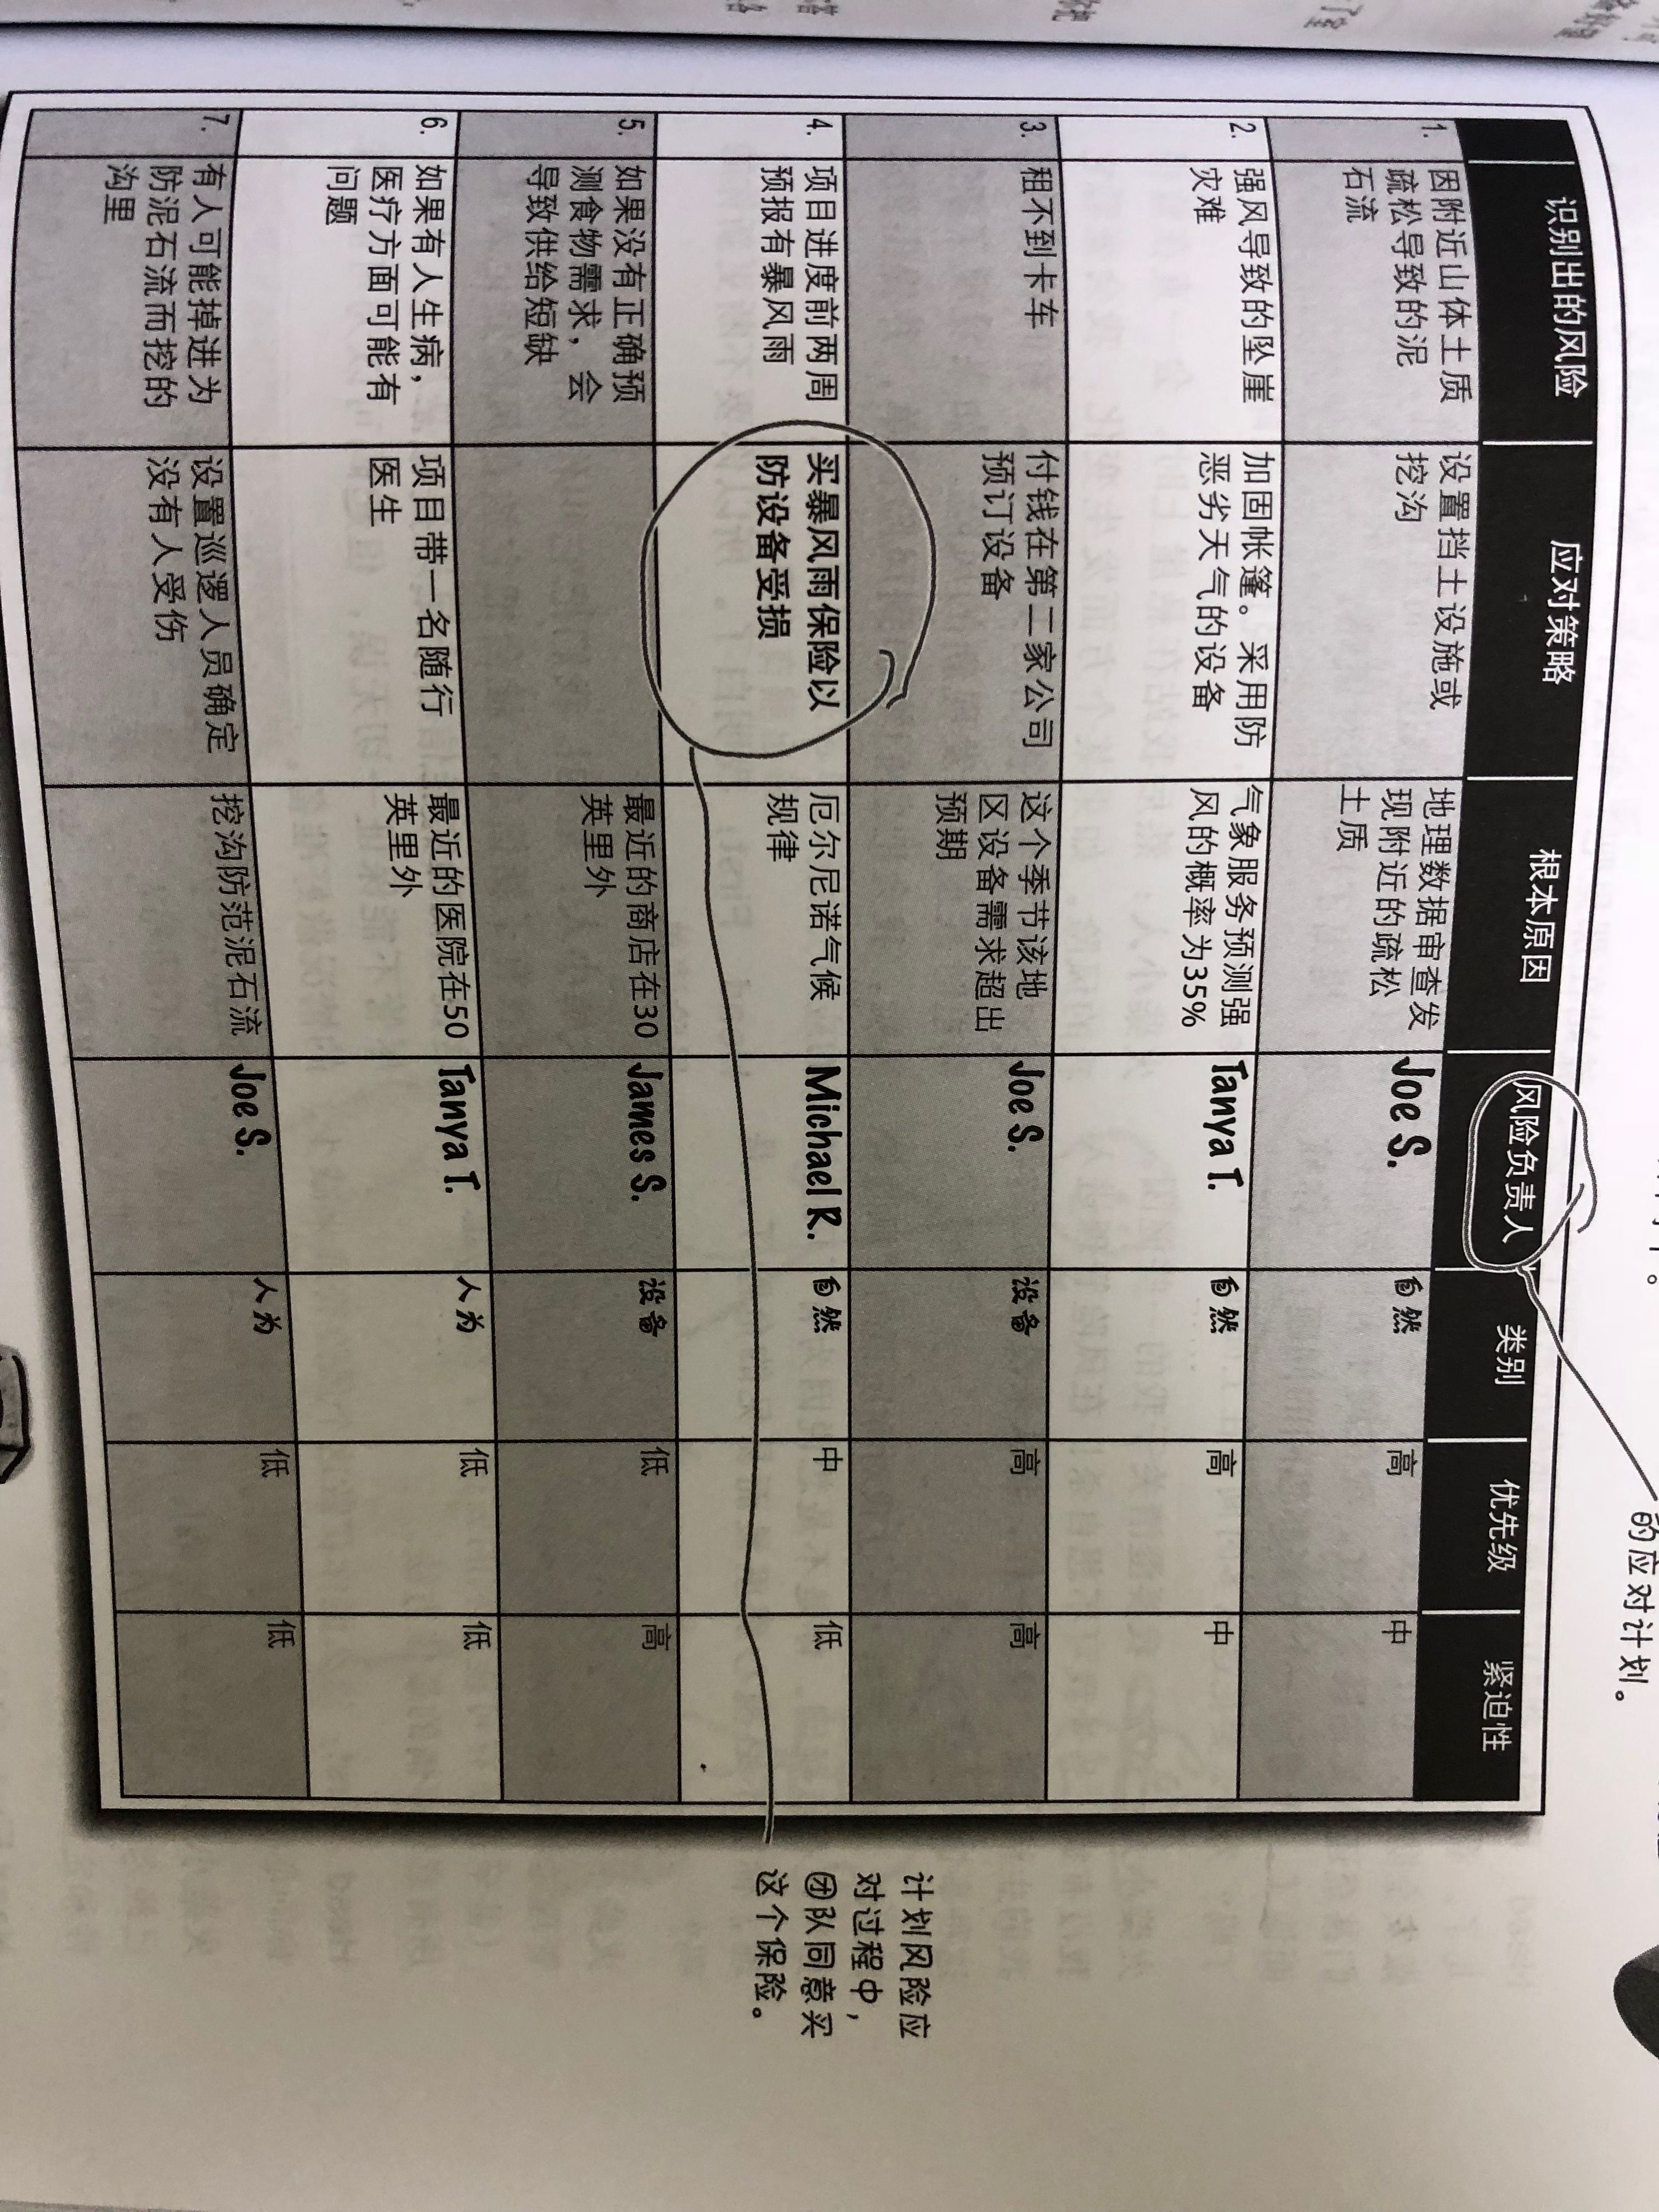 的应对计划。
识别出的风险 应对策略 根本原因 风险负责人 类别 优先级 紧迫性
1. 因附近山体土质 设置挡土设施或 地理数据审查发 Joe S. 自然 高 中
疏松导致的泥 挖沟 现附近的疏松
石流 土质
2. 强风导致的坠崖 加固帐篷。采用防 气象服务预测强 Tanya T. 自然 高 中
灾难 恶劣天气的设备 风的概率为35%
3. 租不到卡车 付钱在第二家公司 这个季节该地 Joe S. 设备 高 高
预订设备 区设备需求超出
预期
4. 项目进度前两周 买暴风雨保险以 厄尔尼诺气候 Michael R. 自然 中 低
预报有暴风雨 防设备受损 规律
5. 如果没有正确预 最近的商店在30 James S. 设备 低 高
测食物需求，会 英里外
导致供给短缺
6. 如果有人生病， 项目带一名随行 最近的医院在50 Tanya T. 人为 低 低
医疗方面可能有 医生 英里外
问题
7. 有人可能掉进为 设置巡逻人员确定 挖沟防范泥石流 Joe S. 人为 低 低
防泥石流而挖的 没有人受伤
沟里
计划风险应
对过程中，
团队同意买
这个保险。